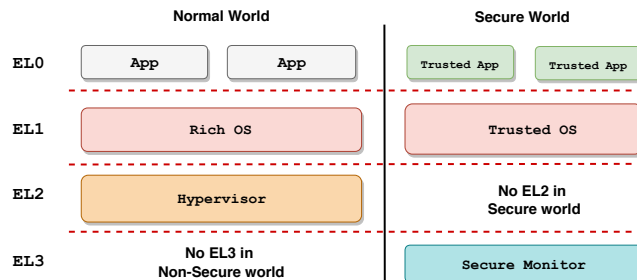 Normal World
Secure World
EL0
App
App
Trusted App
Trusted App
EL1
Rich OS
Trusted OS
EL2
Hypervisor
No EL2 in
Secure world
EL3
No EL3 in
Non-Secure world
Secure Monitor